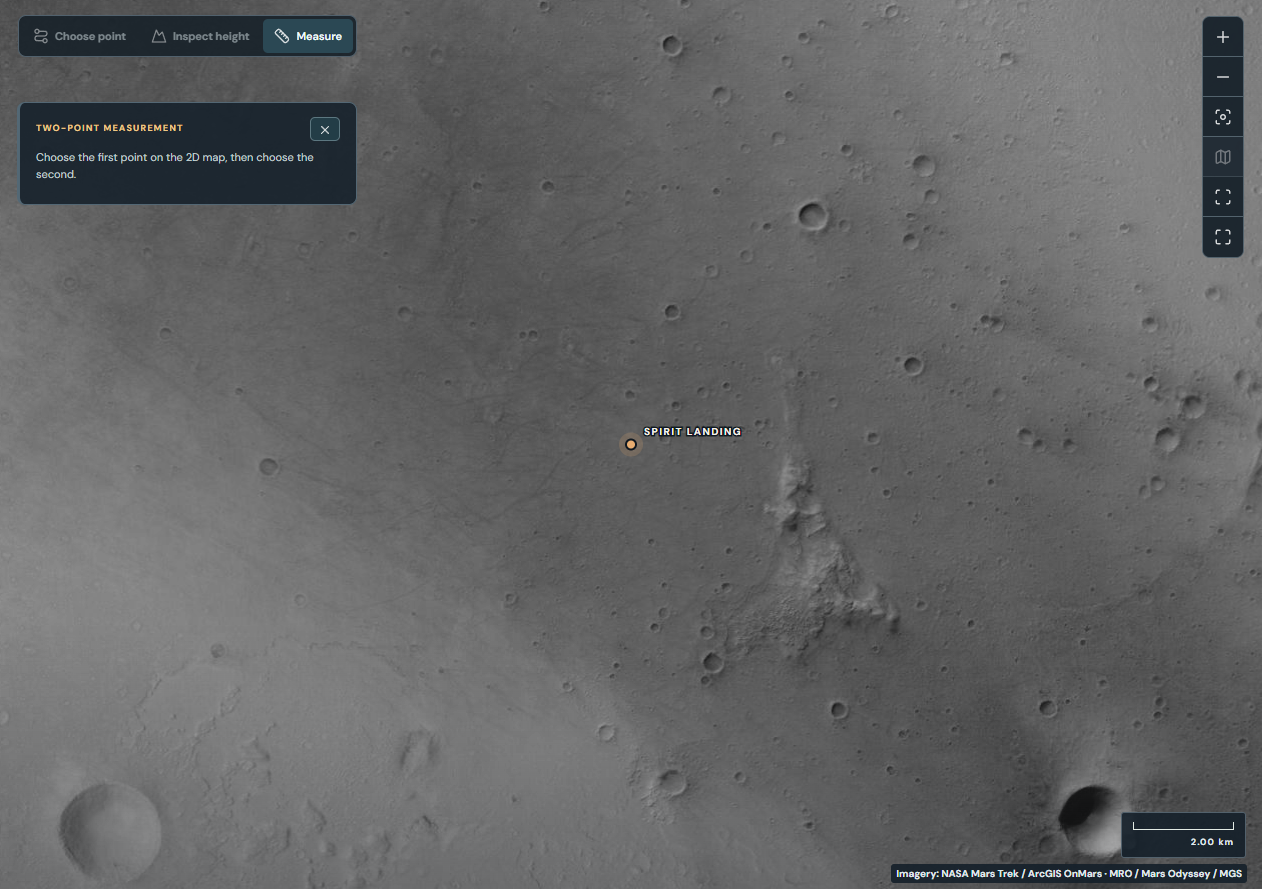 Choose point
Inspect height
Measure
TWO-POINT MEASUREMENT
Choose the first point on the 2D map, then choose the
second.
SPIRIT LANDING
2.00 km
Imagery: NASA Mars Trek / ArcGIS OnMars · MRO / Mars Odyssey / MGS